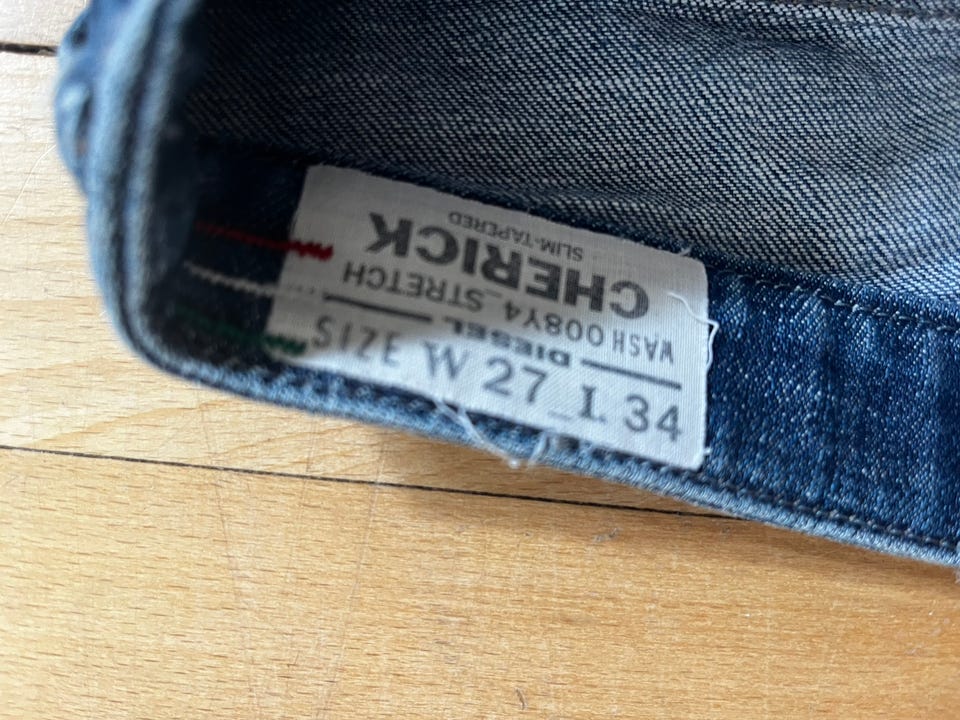 CHERICK
SLIM-TAPERED
WASH 008Y4_STRETCH
DIESEL
SIZE W 27_L 34